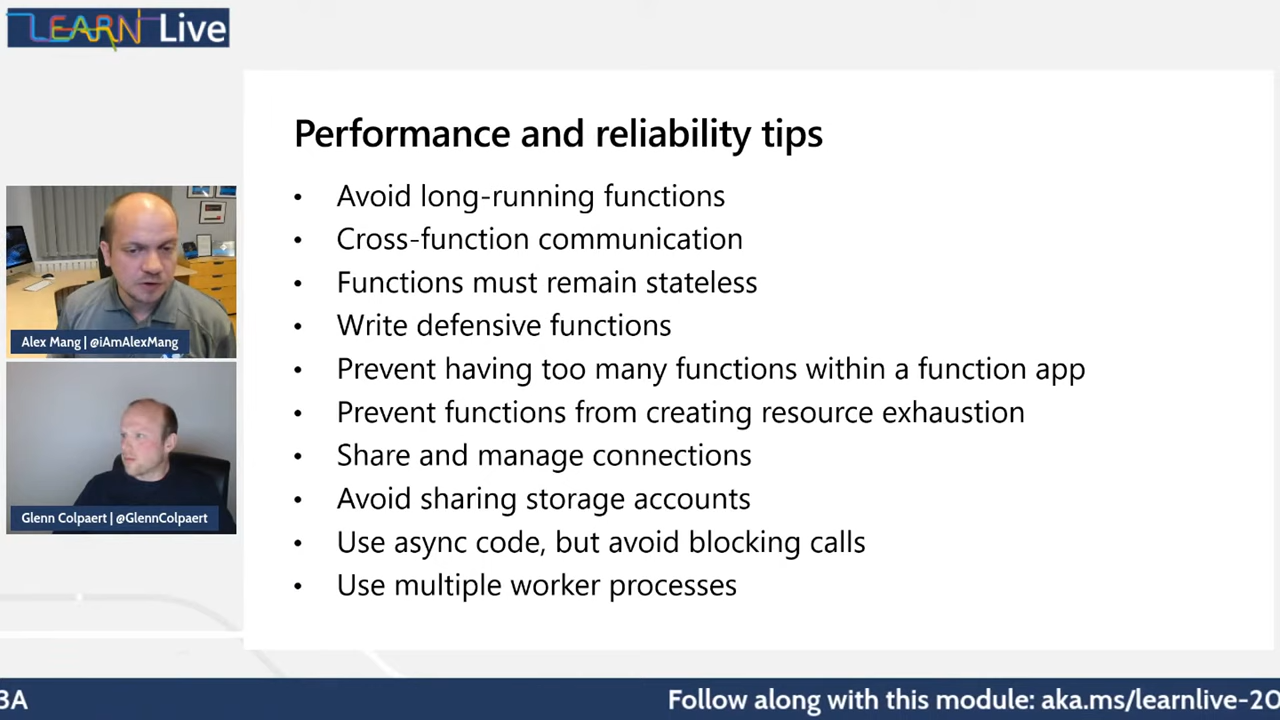 LEARN Live
Performance and reliability tips
• Avoid long-running functions
• Cross-function communication
• Functions must remain stateless
• Write defensive functions
• Prevent having too many functions within a function app
• Prevent functions from creating resource exhaustion
• Share and manage connections
• Avoid sharing storage accounts
• Use async code, but avoid blocking calls
• Use multiple worker processes
Alex Mang | @iAmAlexMang
Glenn Colpaert | @GlennColpaert
3A
Follow along with this module: aka.ms/learnlive-20